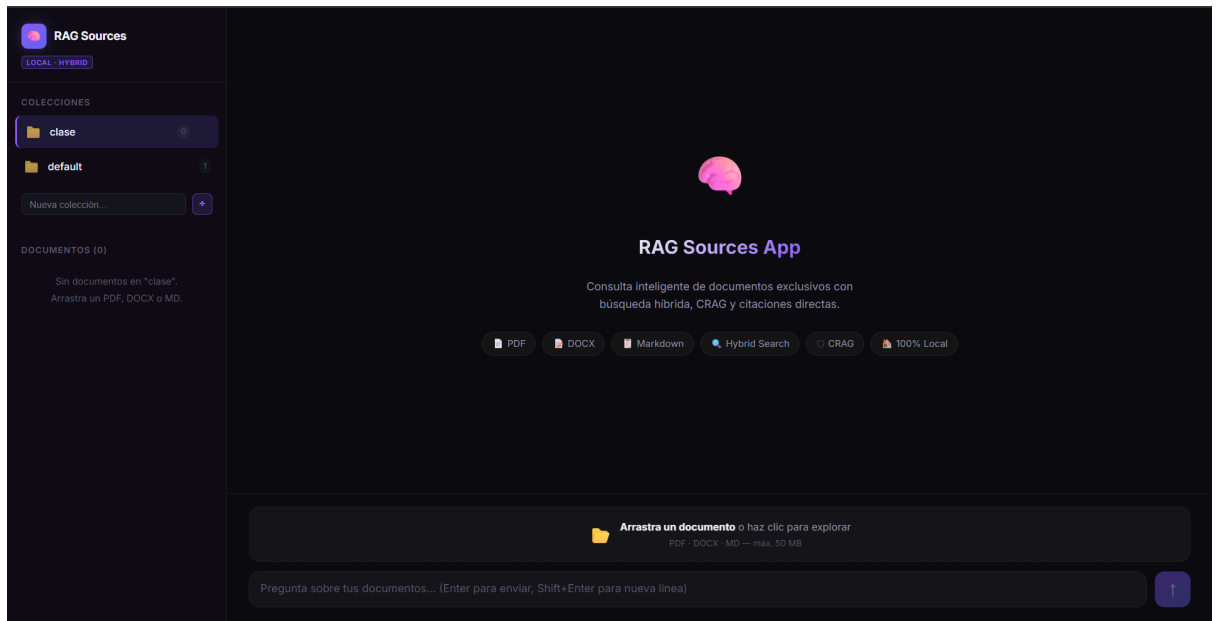 RAG Sources
LOCAL · HYBRID
COLECCIONES
clase 0
default 1
Nueva colección...
+
DOCUMENTOS (0)
Sin documentos en "clase".
Arrastra un PDF, DOCX o MD.
RAG Sources App
Consulta inteligente de documentos exclusivos con
búsqueda híbrida, CRAG y citaciones directas.
PDF DOCX Markdown Hybrid Search CRAG 100% Local
Arrastra un documento o haz clic para explorar
PDF · DOCX · MD — máx. 50 MB
Pregunta sobre tus documentos... (Enter para enviar, Shift+Enter para nueva línea)
↑